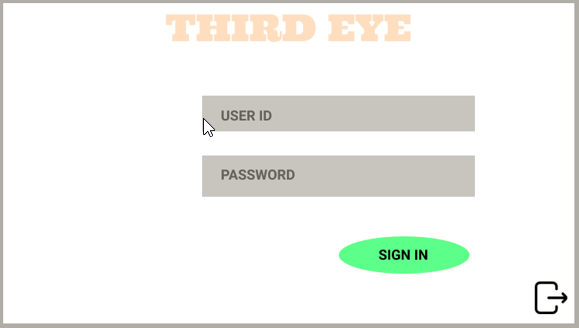 THIRD EYE
USER ID
PASSWORD
SIGN IN